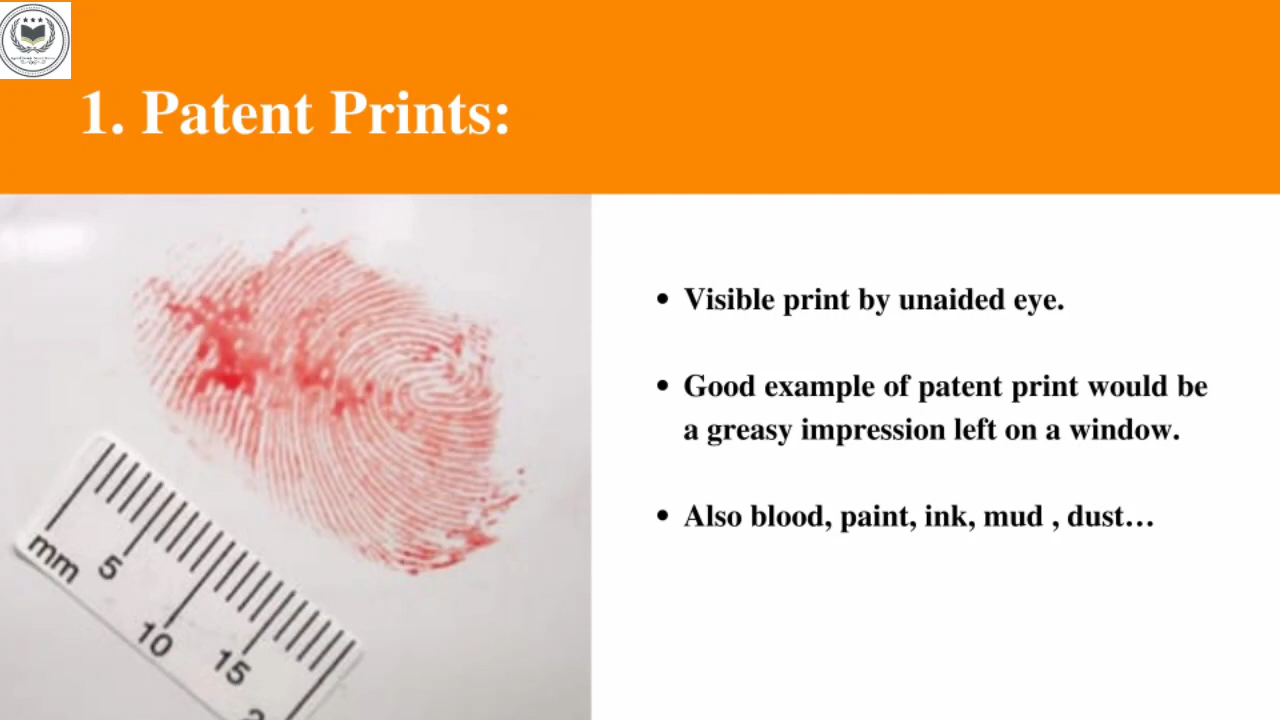 1. Patent Prints:
• Visible print by unaided eye.
• Good example of patent print would be
a greasy impression left on a window.
• Also blood, paint, ink, mud , dust…
mm
5
10
15